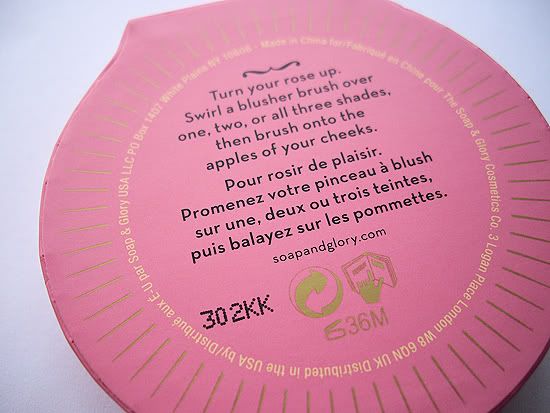 Turn your rose up.
Swirl a blusher brush over
one, two, or all three shades,
then brush onto the
apples of your cheeks.
Pour rosir de plaisir.
Promenez votre pinceau à blush
sur une, deux ou trois teintes,
puis balayez sur les pommettes.
soapandglory.com
302KK
36M
Made in China for/Fabriqué en Chine pour The Soap & Glory Cosmetics Co. 3 Logan Place London W8 6QN UK Distributed in the USA by/Distribué aux E-U par Soap & Glory USA LLC PO Box 1407 White Plains NY 10606 -